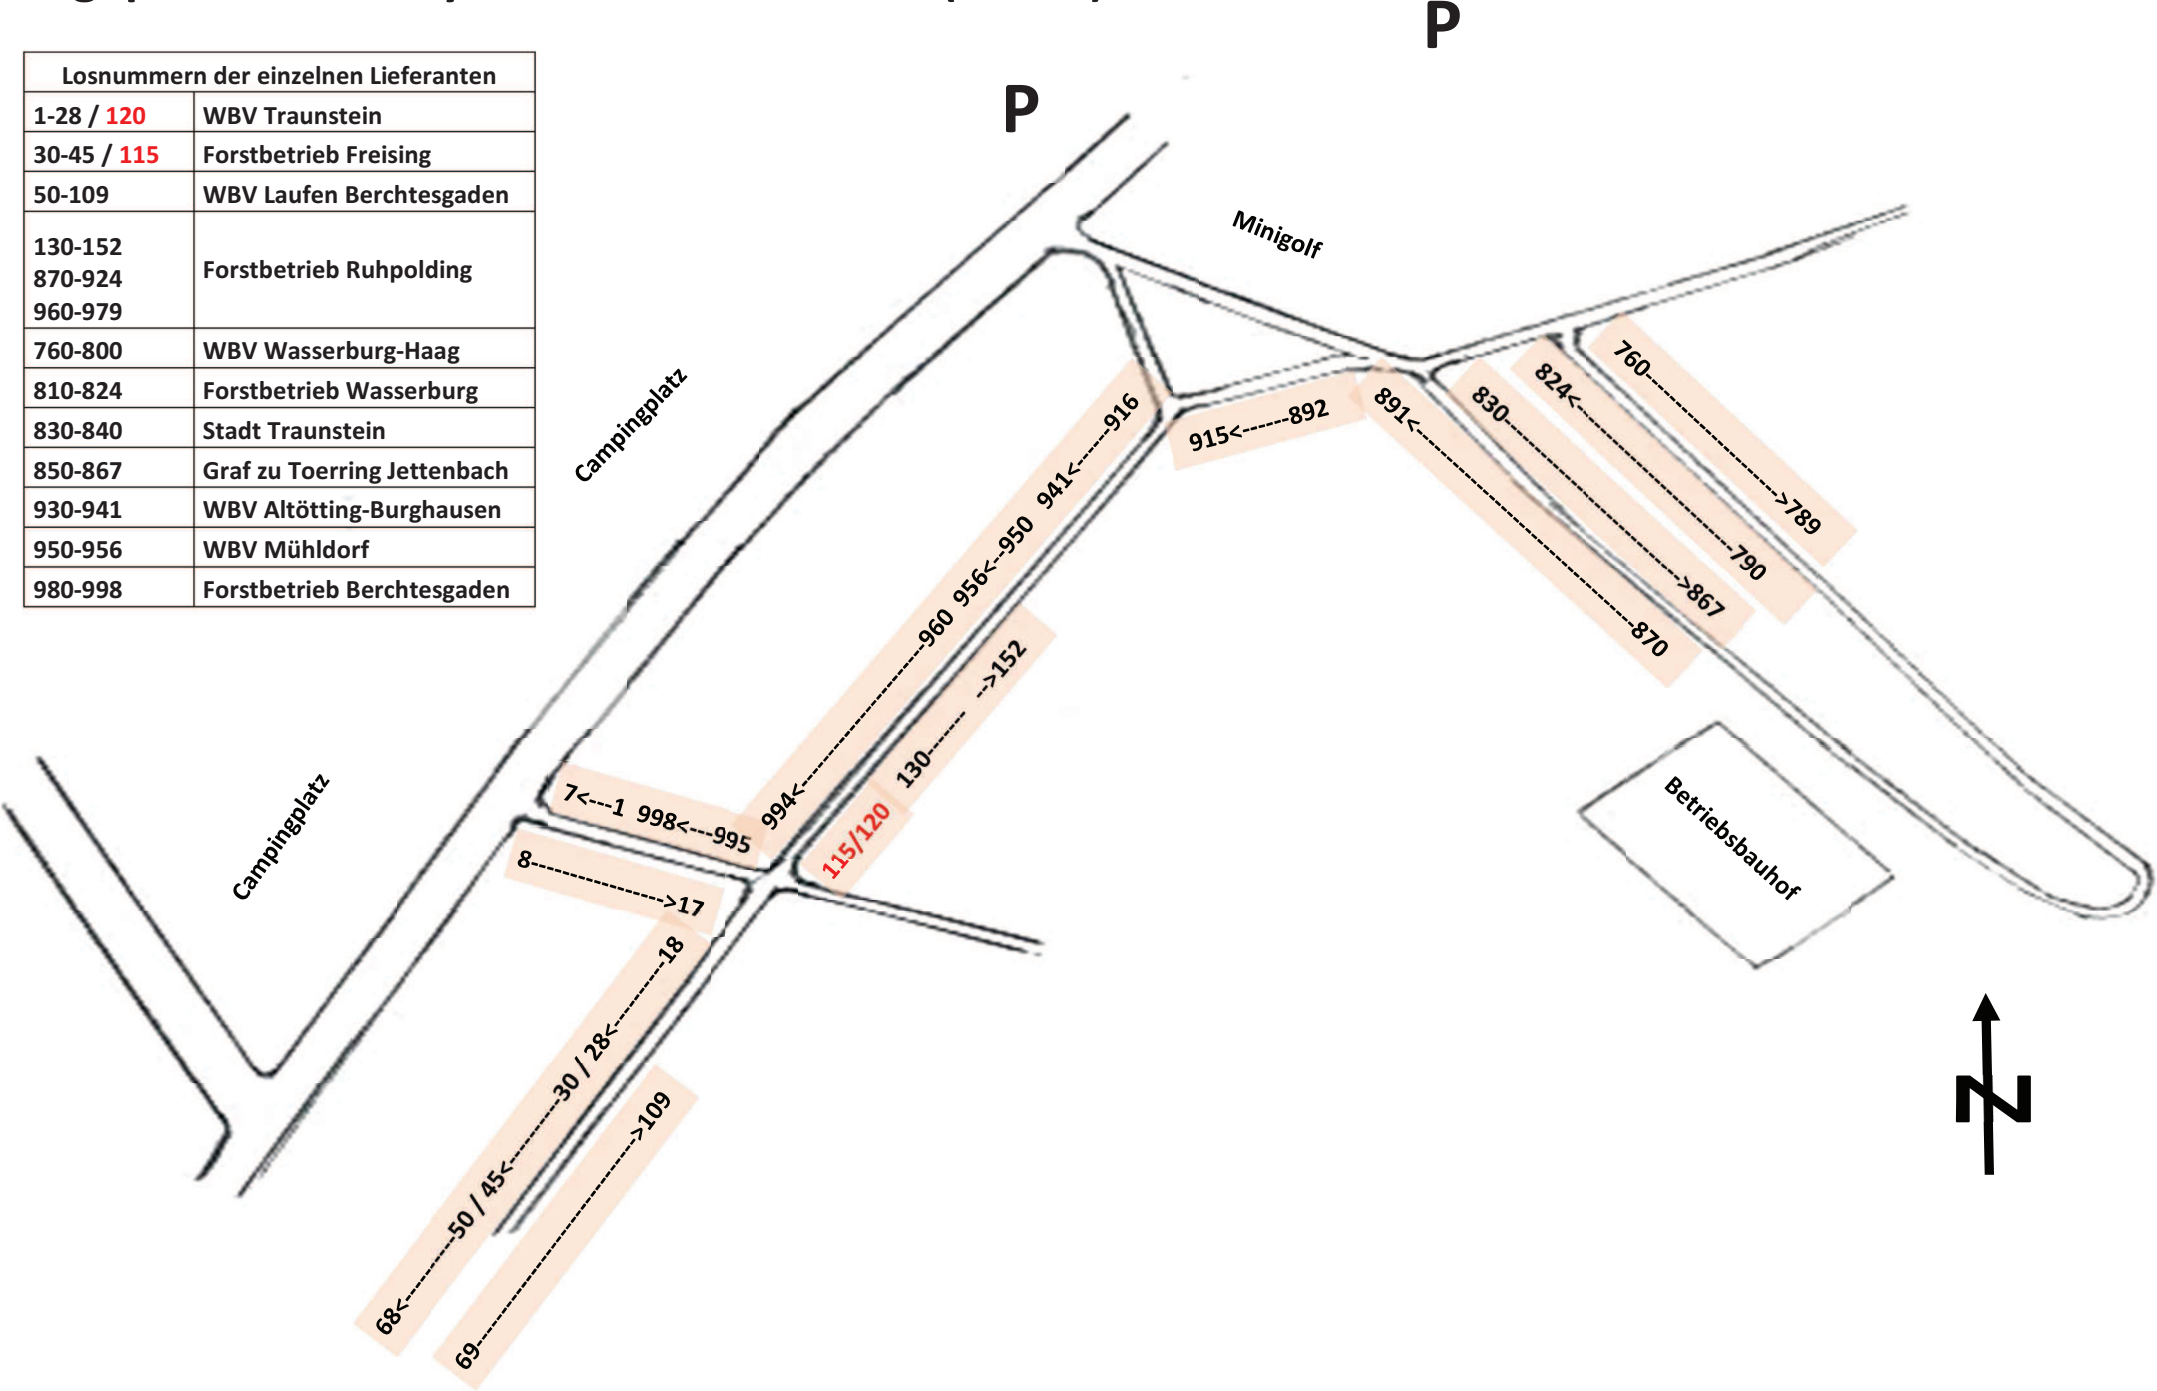 P
P
Losnummern der einzelnen Lieferanten
1-28 / 120 WBV Traunstein
30-45 / 115 Forstbetrieb Freising
50-109 WBV Laufen Berchtesgaden
130-152
870-924
960-979
Forstbetrieb Ruhpolding
760-800 WBV Wasserburg-Haag
810-824 Forstbetrieb Wasserburg
830-840 Stadt Traunstein
850-867 Graf zu Toerring Jettenbach
930-941 WBV Altötting-Burghausen
950-956 WBV Mühldorf
980-998 Forstbetrieb Berchtesgaden
Minigolf
Campingplatz
Campingplatz
Betriebsbauhof
760---------------->789
824<----------------790
830------------------>867
891<----------------------870
915<------892
941<------916
956<--950
994<----------------960
130------ -->152
115/120
7<---1 998<---995
8--------------->17
30 / 28<---------18
68<--------50 / 45<---------
69------------------------>109
N